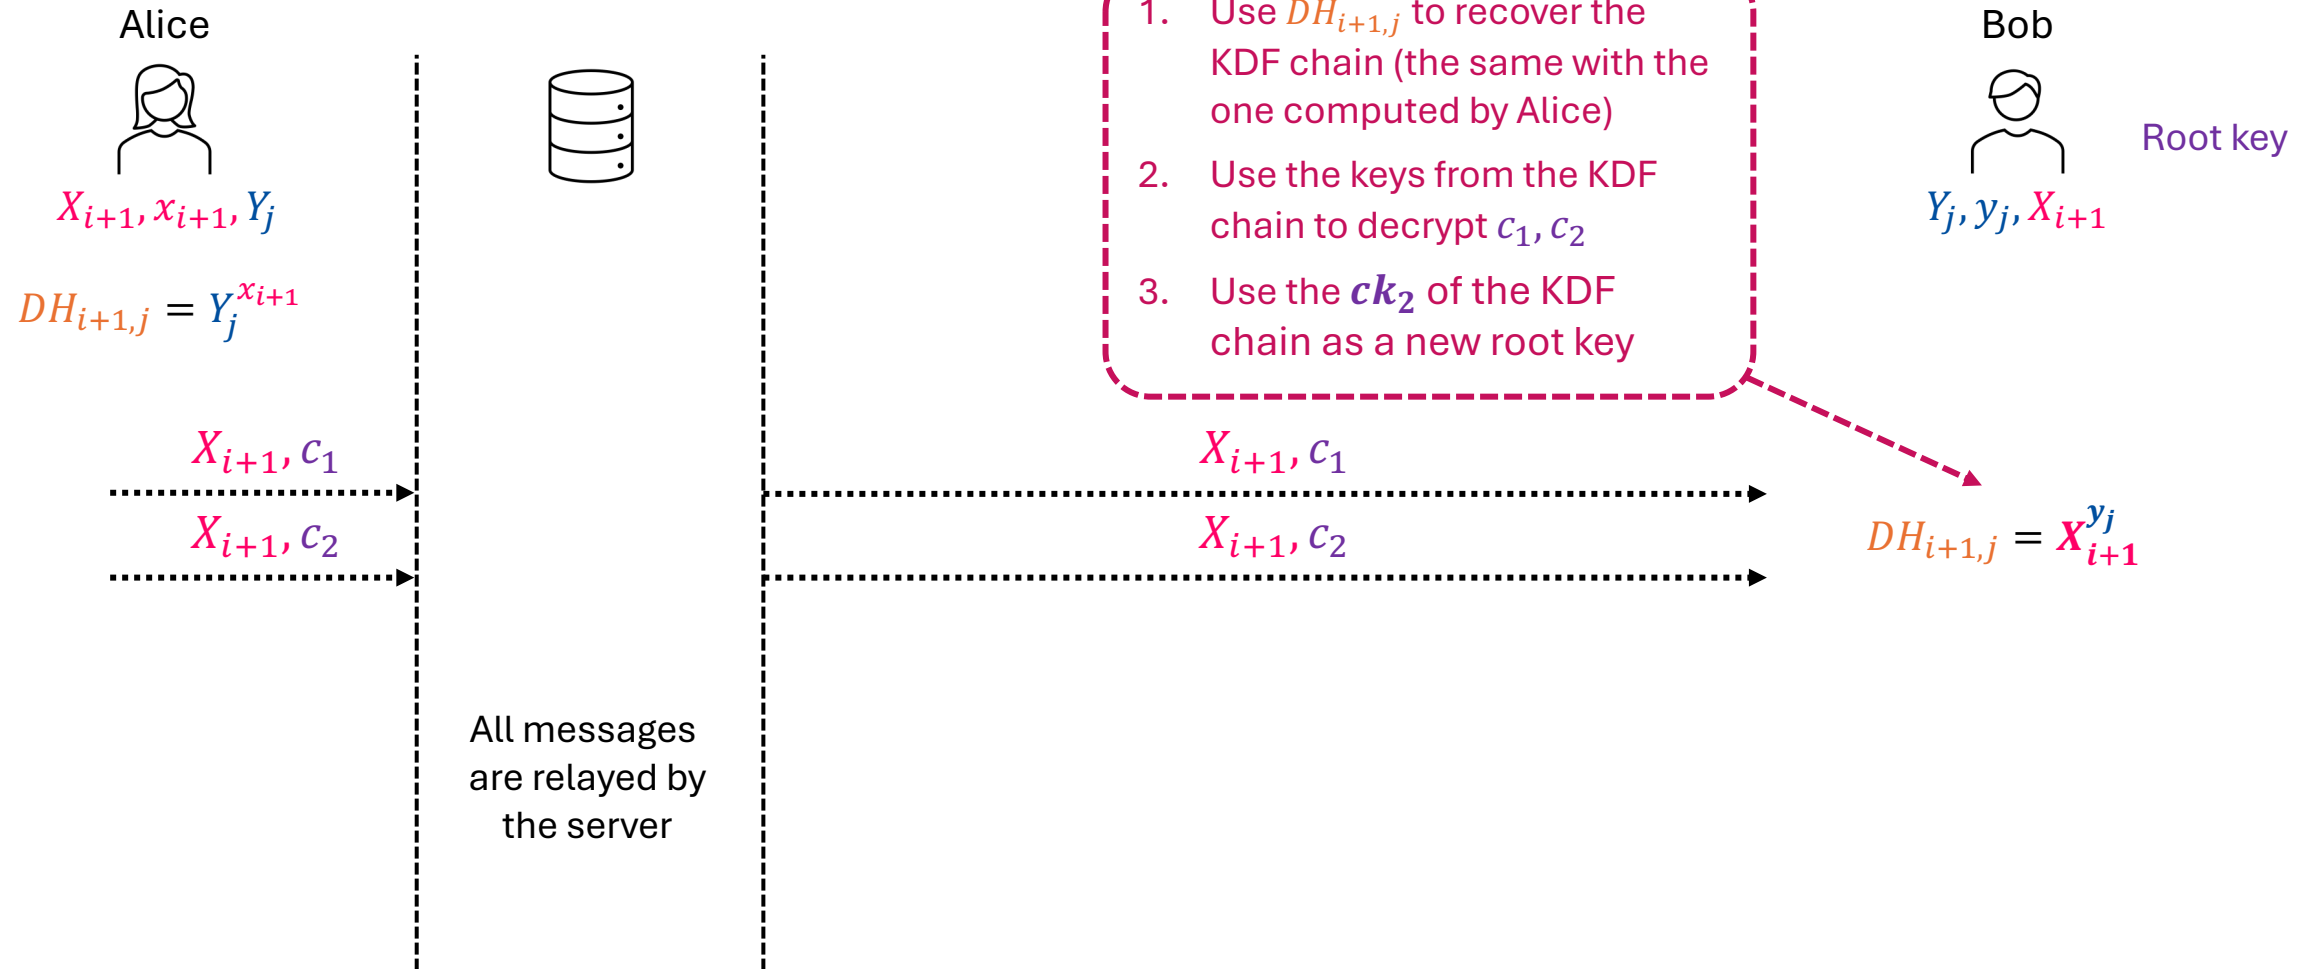 Alice
X_{i+1}, x_{i+1}, Y_j
DH_{i+1,j} = Y_j^{x_{i+1}}
1. Use DH_{i+1,j} to recover the
KDF chain (the same with the
one computed by Alice)
2. Use the keys from the KDF
chain to decrypt c_1, c_2
3. Use the ck_2 of the KDF
chain as a new root key
Bob
Root key
Y_j, y_j, X_{i+1}
X_{i+1}, c_1
X_{i+1}, c_1
X_{i+1}, c_2
X_{i+1}, c_2
DH_{i+1,j} = X_{i+1}^{y_j}
All messages
are relayed by
the server